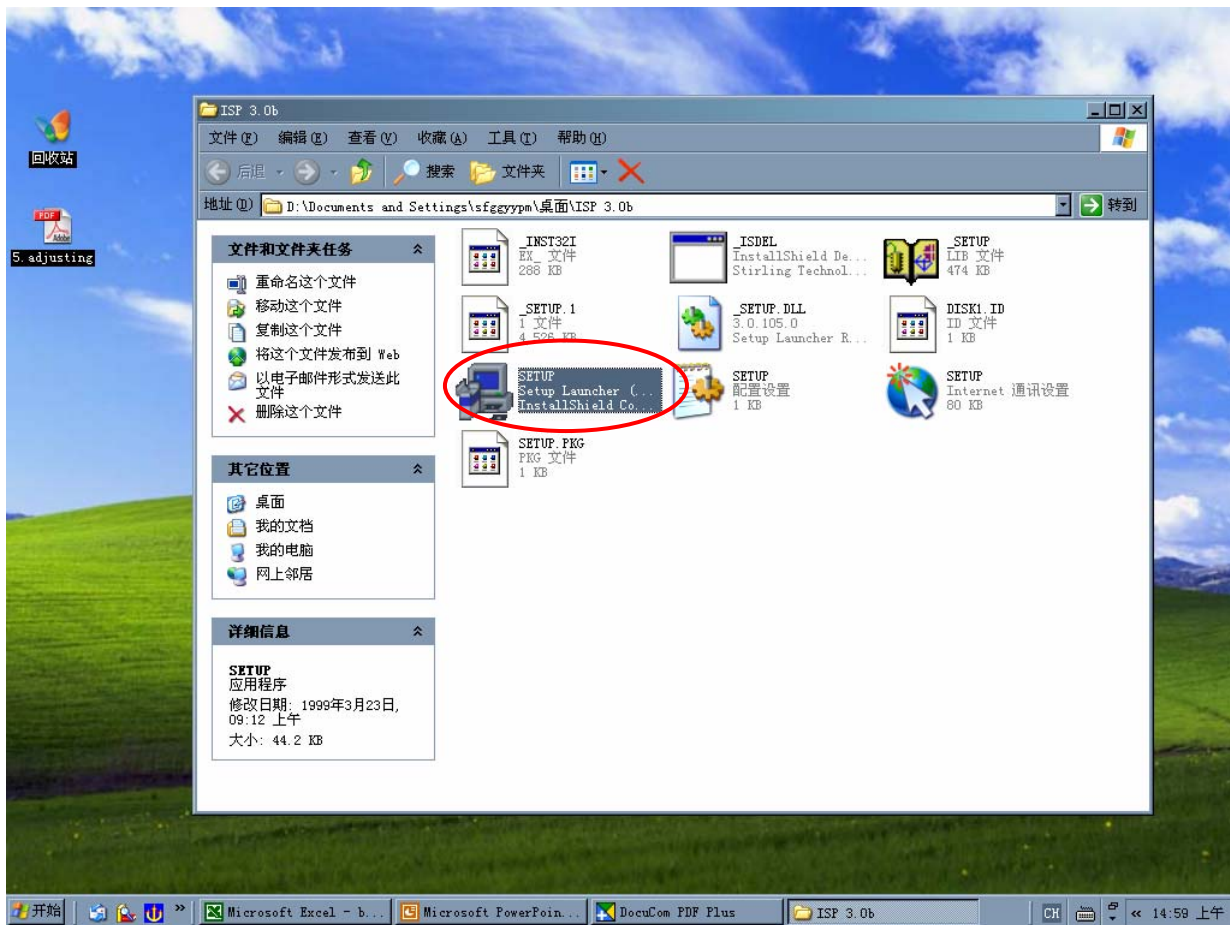 回收站
PDF
Adobe
5. adjusting
ISP 3.0b
文件(F) 编辑(E) 查看(V) 收藏(A) 工具(T) 帮助(H)
后退 搜索 文件夹
地址(D) D:\Documents and Settings\sfggyypm\桌面\ISP 3.0b 转到
文件和文件夹任务
重命名这个文件
移动这个文件
复制这个文件
将这个文件发布到 Web
以电子邮件形式发送此
文件
删除这个文件
其它位置
桌面
我的文档
我的电脑
网上邻居
详细信息
SETUP
应用程序
修改日期: 1999年3月23日,
09:12 上午
大小: 44.2 KB
_INST32I
EX_ 文件
288 KB
_ISDEL
InstallShield De...
Stirling Technol...
_SETUP
LIB 文件
474 KB
_SETUP.1
1 文件
4,526 KB
_SETUP.DLL
3.0.105.0
Setup Launcher R...
DISK1.ID
ID 文件
1 KB
SETUP
Setup Launcher (...
InstallShield Co...
SETUP
配置设置
1 KB
SETUP
Internet 通讯设置
80 KB
SETUP.PKG
PKG 文件
1 KB
开始 » Microsoft Excel - b... Microsoft PowerPoin... DocuCom PDF Plus ISP 3.0b CH « 14:59 上午